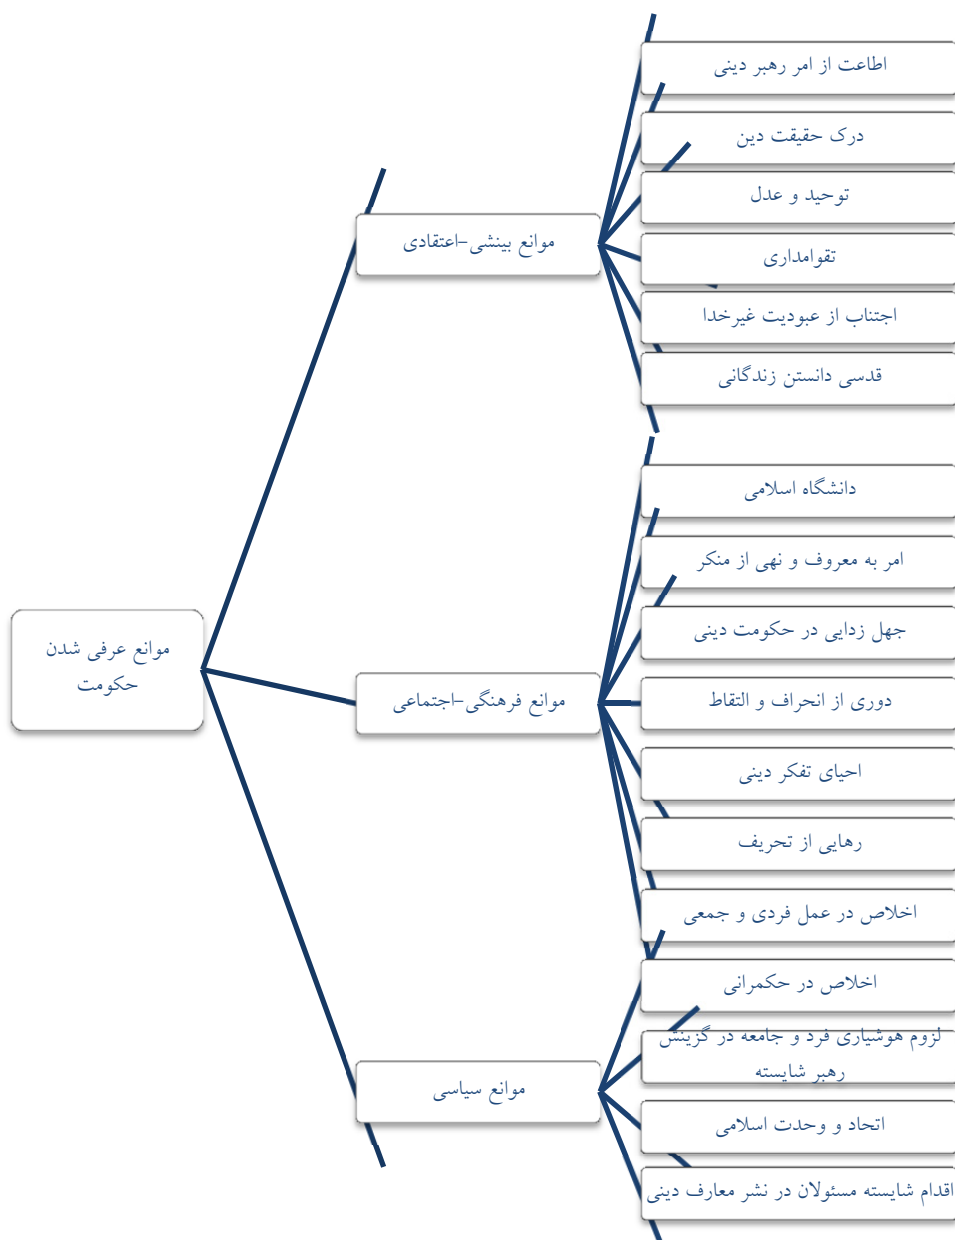 موانع عرفی شدن
حکومت
موانع بینشی-اعتقادی
اطاعت از امر رهبر دینی
درک حقیقت دین
توحید و عدل
تقوامداری
اجتناب از عبودیت غیرخدا
قدسی دانستن زندگانی
موانع فرهنگی-اجتماعی
دانشگاه اسلامی
امر به معروف و نهی از منکر
جهل زدایی در حکومت دینی
دوری از انحراف و التقاط
احیای تفکر دینی
رهایی از تحریف
اخلاص در عمل فردی و جمعی
موانع سیاسی
اخلاص در حکمرانی
لزوم هوشیاری فرد و جامعه در گزینش
رهبر شایسته
اتحاد و وحدت اسلامی
اقدام شایسته مسئولان در نشر معارف دینی